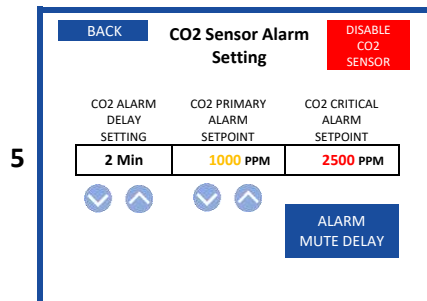 BACK
CO2 Sensor Alarm
Setting
DISABLE
CO2
SENSOR
CO2 ALARM
DELAY
SETTING
CO2 PRIMARY
ALARM
SETPOINT
CO2 CRITICAL
ALARM
SETPOINT
5
2 Min
1000 PPM
2500 PPM
ALARM
MUTE DELAY